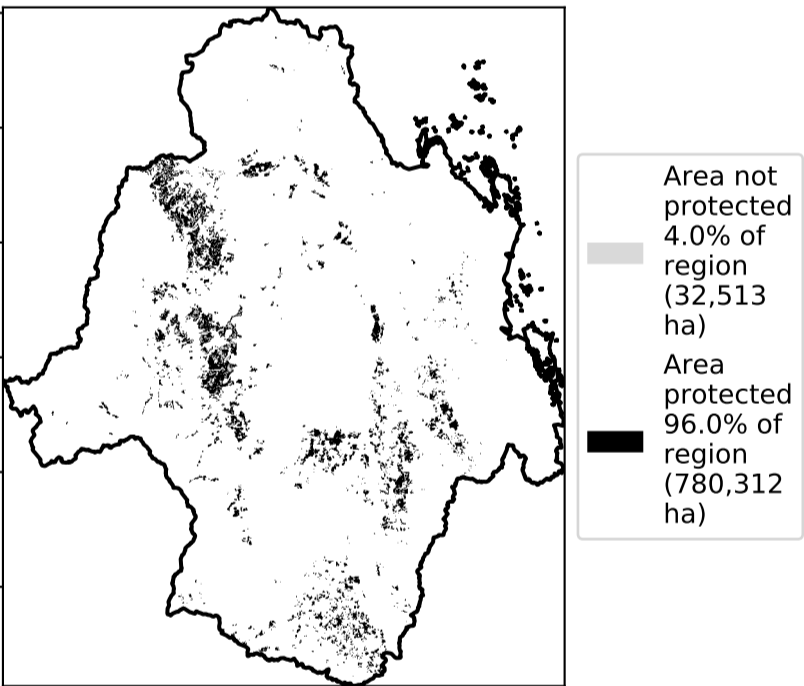 Area not
protected
4.0% of
region
(32,513
ha)
Area
protected
96.0% of
region
(780,312
ha)